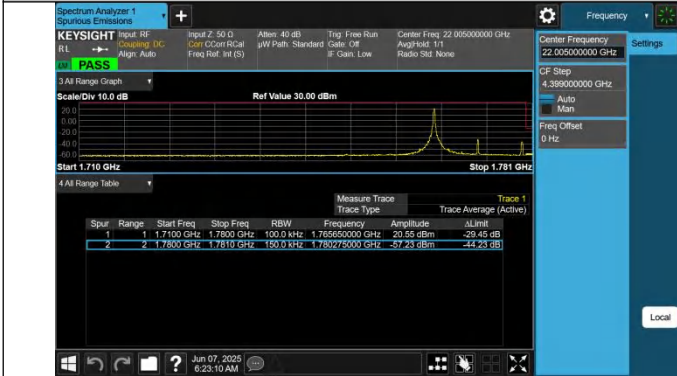 Spectrum Analyzer 1
Spurious Emissions
Frequency
KEYSIGHT
RL
PASS
Input: RF
Coupling: DC
Align: Auto
Input Z: 50 Ω
Corr CCorr RCal
Freq Ref: Int (S)
Atten: 40 dB
µW Path: Standard
Trig: Free Run
Gate: Off
IF Gain: Low
Center Freq: 22.005000000 GHz
Avg|Hold: 1/1
Radio Std: None
Center Frequency
22.005000000 GHz
Settings
CF Step
4.399000000 GHz
Auto
Man
Freq Offset
0 Hz
3 All Range Graph
Scale/Div 10.0 dB
Ref Value 30.00 dBm
20.0
0.00
-20.0
-40.0
-60.0
Start 1.710 GHz
Stop 1.781 GHz
4 All Range Table
Measure Trace Trace 1
Trace Type Trace Average (Active)
Spur Range Start Freq Stop Freq RBW Frequency Amplitude ΔLimit
1 1 1.7100 GHz 1.7800 GHz 100.0 kHz 1.765650000 GHz 20.55 dBm -29.45 dB
2 2 1.7800 GHz 1.7810 GHz 150.0 kHz 1.780275000 GHz -57.23 dBm -44.23 dB
Local
Jun 07, 2025
6:23:10 AM